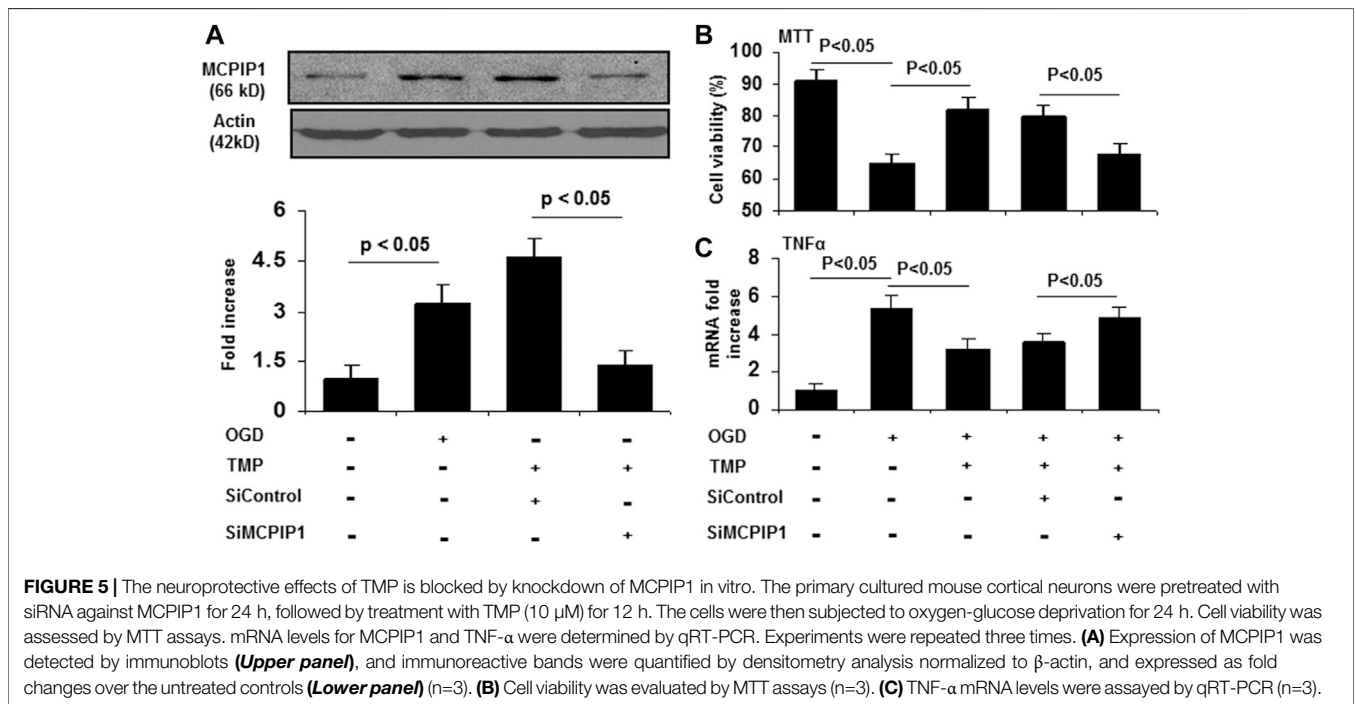 A
MCPIP1
(66 kD)
Actin
(42kD)
Fold increase
6
4.5
3
1.5
0
p < 0.05
p < 0.05
OGD - + - -
TMP - - + +
SiControl - - + -
SiMCPIP1 - - - +
B
MTT
Cell viability (%)
100
90
80
70
60
50
P<0.05
P<0.05
P<0.05
C
TNFα
mRNA fold
increase
8
6
4
2
0
P<0.05
P<0.05
P<0.05
- + + + +
- - + + +
- - - + -
- - - - +
FIGURE 5 | The neuroprotective effects of TMP is blocked by knockdown of MCPIP1 in vitro. The primary cultured mouse cortical neurons were pretreated with
siRNA against MCPIP1 for 24 h, followed by treatment with TMP (10 µM) for 12 h. The cells were then subjected to oxygen-glucose deprivation for 24 h. Cell viability was
assessed by MTT assays. mRNA levels for MCPIP1 and TNF-α were determined by qRT-PCR. Experiments were repeated three times. (A) Expression of MCPIP1 was
detected by immunoblots (Upper panel), and immunoreactive bands were quantified by densitometry analysis normalized to β-actin, and expressed as fold
changes over the untreated controls (Lower panel) (n=3). (B) Cell viability was evaluated by MTT assays (n=3). (C) TNF-α mRNA levels were assayed by qRT-PCR (n=3).